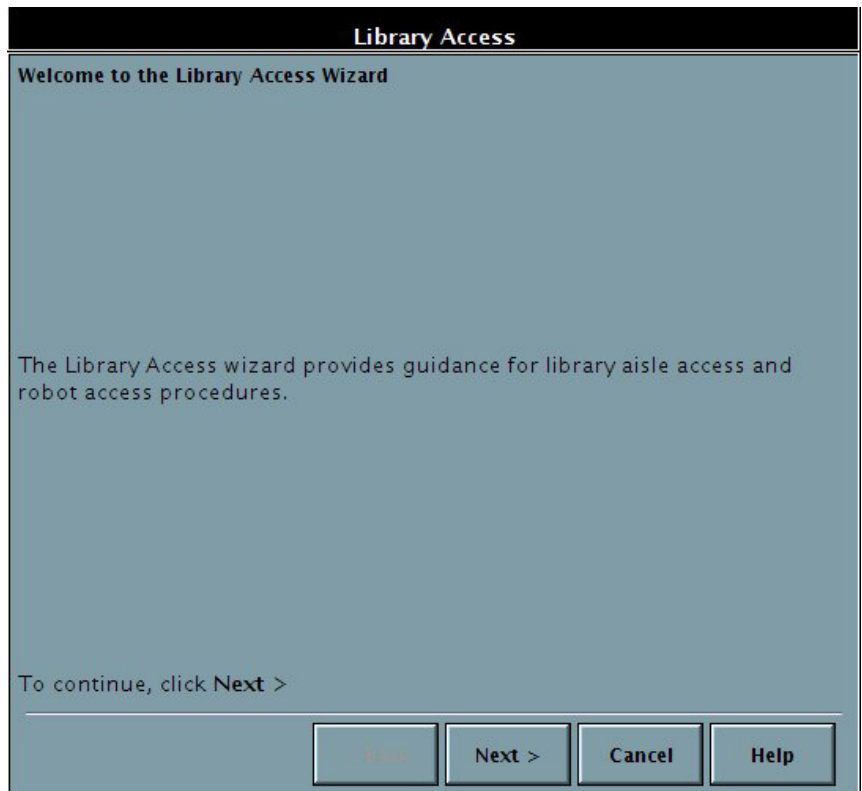 Library Access
Welcome to the Library Access Wizard
The Library Access wizard provides guidance for library aisle access and
robot access procedures.
To continue, click Next >
Next >
Cancel
Help